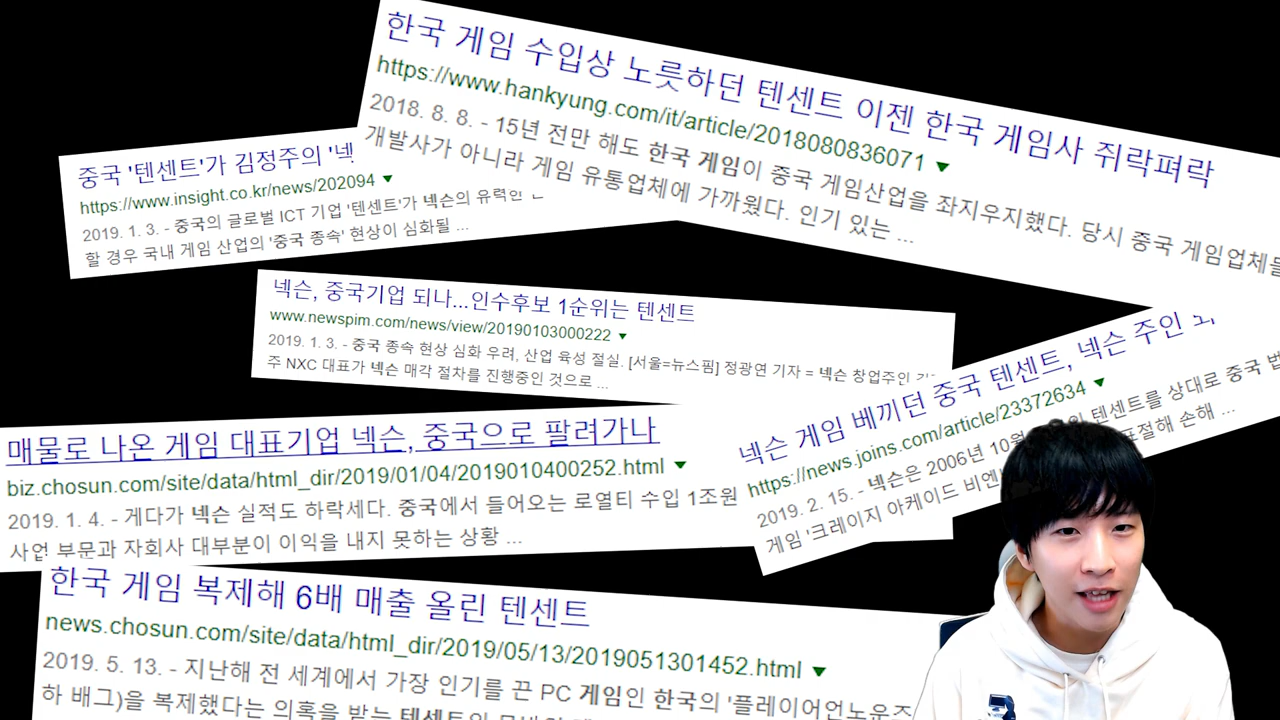 한국 게임 수입상 노릇하던 텐센트 이젠 한국 게임사 쥐락펴락
https://www.hankyung.com/it/article/2018080836071
2018. 8. 8. - 15년 전만 해도 한국 게임이 중국 게임산업을 좌지우지했다. 당시 중국 게임업체들
개발사가 아니라 게임 유통업체에 가까웠다. 인기 있는 ...
중국 '텐센트'가 김정주의 '넥
https://www.insight.co.kr/news/202094
2019. 1. 3. - 중국의 글로벌 ICT 기업 '텐센트'가 넥슨의 유력한
할 경우 국내 게임 산업의 '중국 종속' 현상이 심화될 ...
넥슨, 중국기업 되나...인수후보 1순위는 텐센트
www.newspim.com/news/view/20190103000222
2019. 1. 3. - 중국 종속 현상 심화 우려, 산업 육성 절실. [서울=뉴스핌] 정광연 기자 = 넥슨 창업주인
주 NXC 대표가 넥슨 매각 절차를 진행중인 것으로 ...
넥슨 게임 베끼던 중국 텐센트, 넥슨 주인
https://news.joins.com/article/23372634
2019. 2. 15. - 넥슨은 2006년 10월 텐센트를 상대로 중국
게임 '크레이지 아케이드 비엔 표절해 손해 ...
매물로 나온 게임 대표기업 넥슨, 중국으로 팔려가나
biz.chosun.com/site/data/html_dir/2019/01/04/2019010400252.html
2019. 1. 4. - 게다가 넥슨 실적도 하락세다. 중국에서 들어오는 로열티 수입 1조원
사업 부문과 자회사 대부분이 이익을 내지 못하는 상황 ...
한국 게임 복제해 6배 매출 올린 텐센트
news.chosun.com/site/data/html_dir/2019/05/13/2019051301452.html
2019. 5. 13. - 지난해 전 세계에서 가장 인기를 끈 PC 게임인 한국의 '플레이어언노운즈
하 배그)을 복제했다는 의혹을 받는 텐센트의